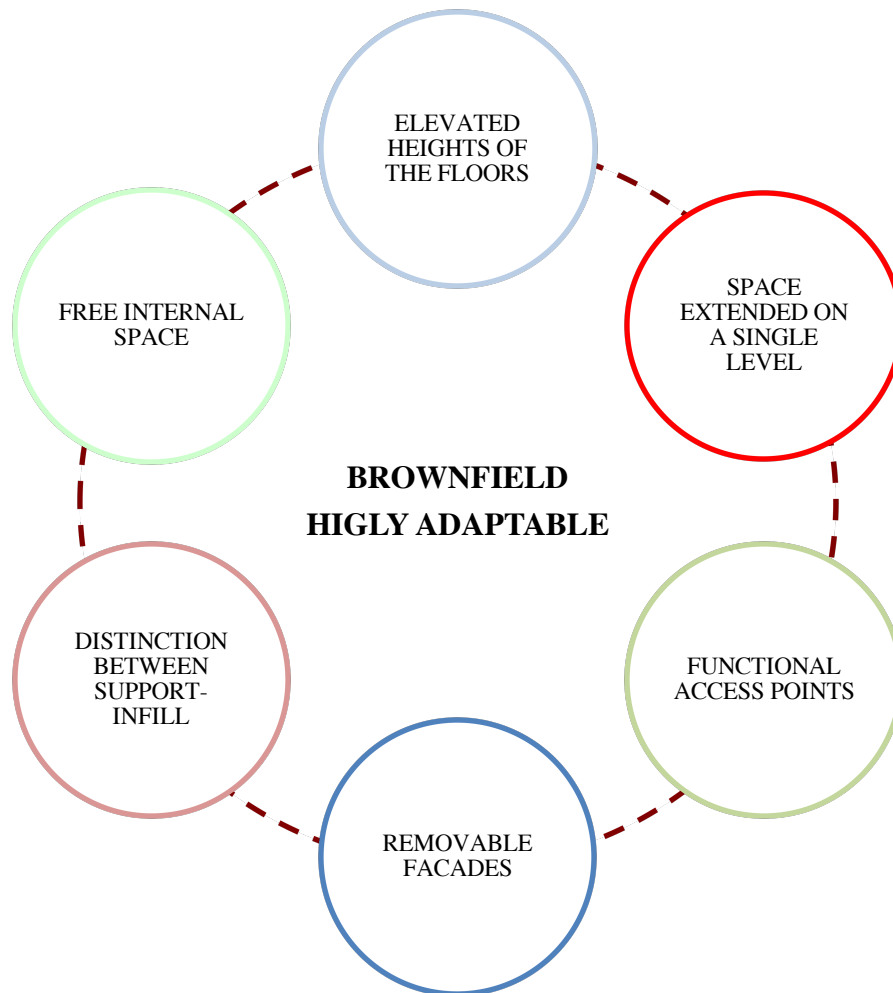 ELEVATED
HEIGHTS OF
THE FLOORS
SPACE
EXTENDED ON
A SINGLE
LEVEL
FREE INTERNAL
SPACE
BROWNFIELD
HIGLY ADAPTABLE
DISTINCTION
BETWEEN
SUPPORT-
INFILL
FUNCTIONAL
ACCESS POINTS
REMOVABLE
FACADES